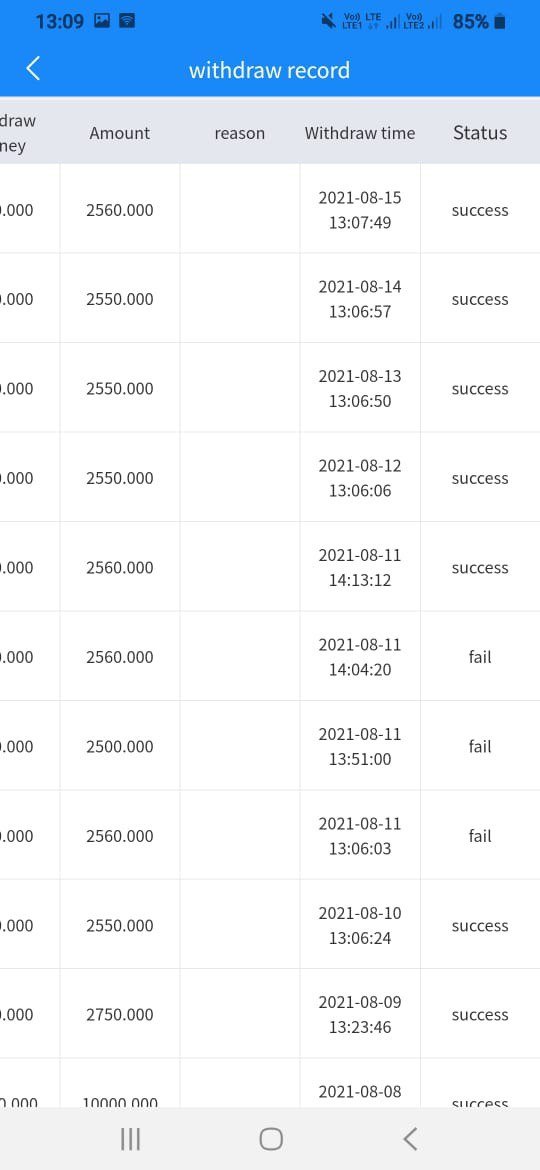 13:09 Vo)) LTE LTE1 Vo)) LTE2 85%
withdraw record
draw
ney
Amount reason Withdraw time Status
.000 2560.000 2021-08-15 success
13:07:49
.000 2550.000 2021-08-14 success
13:06:57
.000 2550.000 2021-08-13 success
13:06:50
.000 2550.000 2021-08-12 success
13:06:06
.000 2560.000 2021-08-11 success
14:13:12
.000 2560.000 2021-08-11 fail
14:04:20
.000 2500.000 2021-08-11 fail
13:51:00
.000 2560.000 2021-08-11 fail
13:06:03
.000 2550.000 2021-08-10 success
13:06:24
.000 2750.000 2021-08-09 success
13:23:46
0.000 10000.000 2021-08-08 success